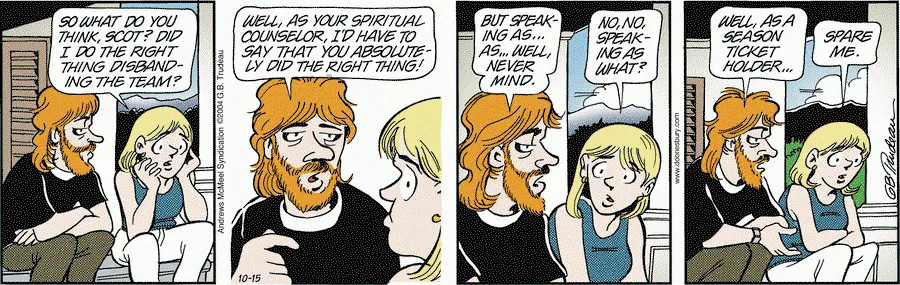 SO WHAT DO YOU
THINK, SCOT? DID
I DO THE RIGHT
THING DISBAND-
ING THE TEAM?
Andrews McMeel Syndication ©2004 G.B. Trudeau
WELL, AS YOUR SPIRITUAL
COUNSELOR, I'D HAVE TO
SAY THAT YOU ABSOLUTE-
LY DID THE RIGHT THING!
10-15
BUT SPEAK-
ING AS...
AS... WELL,
NEVER
MIND.
NO, NO,
SPEAK-
ING AS
WHAT?
www.doonesbury.com
WELL, AS A
SEASON
TICKET
HOLDER...
SPARE
ME.
GBTrudeau